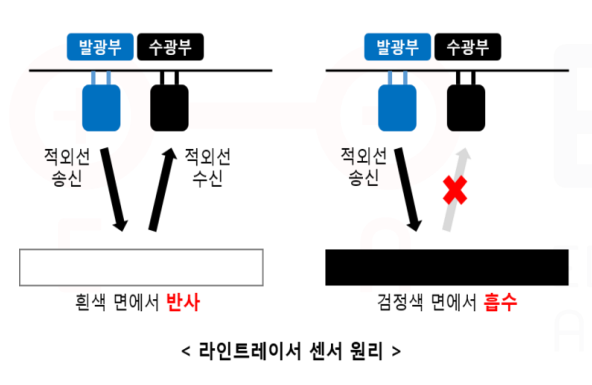 발광부 수광부
적외선 송신
적외선 수신
흰색 면에서 반사
발광부 수광부
적외선 송신
검정색 면에서 흡수
< 라인트레이서 센서 원리 >